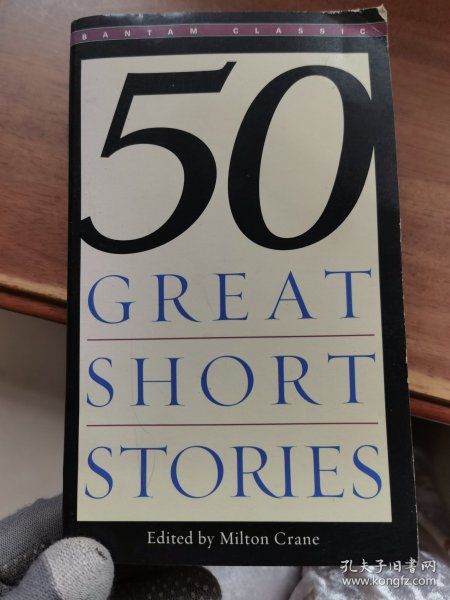 BANTAM CLASSIC
50
GREAT
SHORT
STORIES
Edited by Milton Crane
孔夫子旧书网
www.kongfz.com